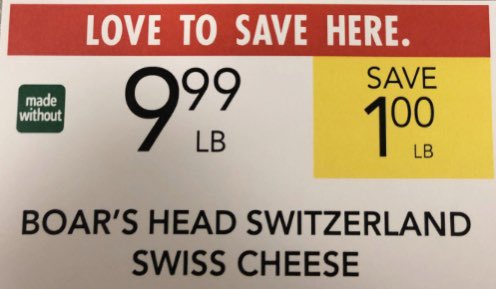 LOVE TO SAVE HERE.
made
without
9.99
LB
SAVE
1.00
LB
BOAR'S HEAD SWITZERLAND
SWISS CHEESE